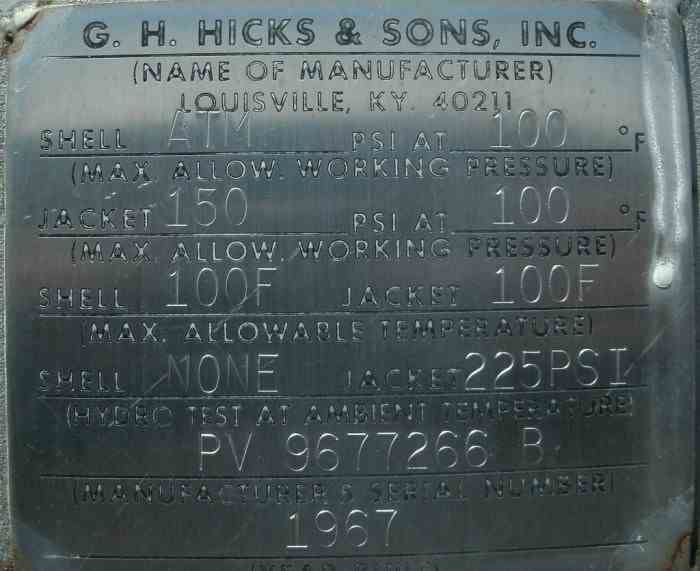 G. H. HICKS & SONS, INC.
(NAME OF MANUFACTURER)
LOUISVILLE, KY. 40211
SHELL ATM PSI AT 100 °F
(MAX. ALLOW. WORKING PRESSURE)
JACKET 150 PSI AT 100 °F
(MAX. ALLOW. WORKING PRESSURE)
SHELL 100F JACKET 100F
(MAX. ALLOWABLE TEMPERATURE)
SHELL NONE JACKET 225PSI
(HYDRO TEST AT AMBIENT TEMPERATURE)
PV 9677266 B
(MANUFACTURER'S SERIAL NUMBER)
1967